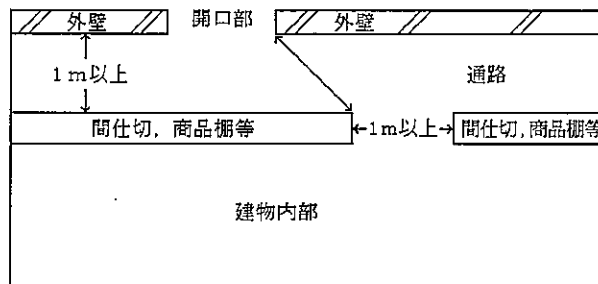 外壁 開口部 外壁
1m以上 通路
間仕切,商品棚等 1m以上 間仕切,商品棚等
建物内部